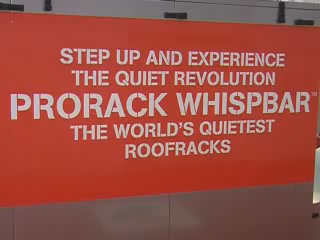 STEP UP AND EXPERIENCE
THE QUIET REVOLUTION
PRORACK WHISPBAR™
THE WORLD'S QUIETEST
ROOFRACKS